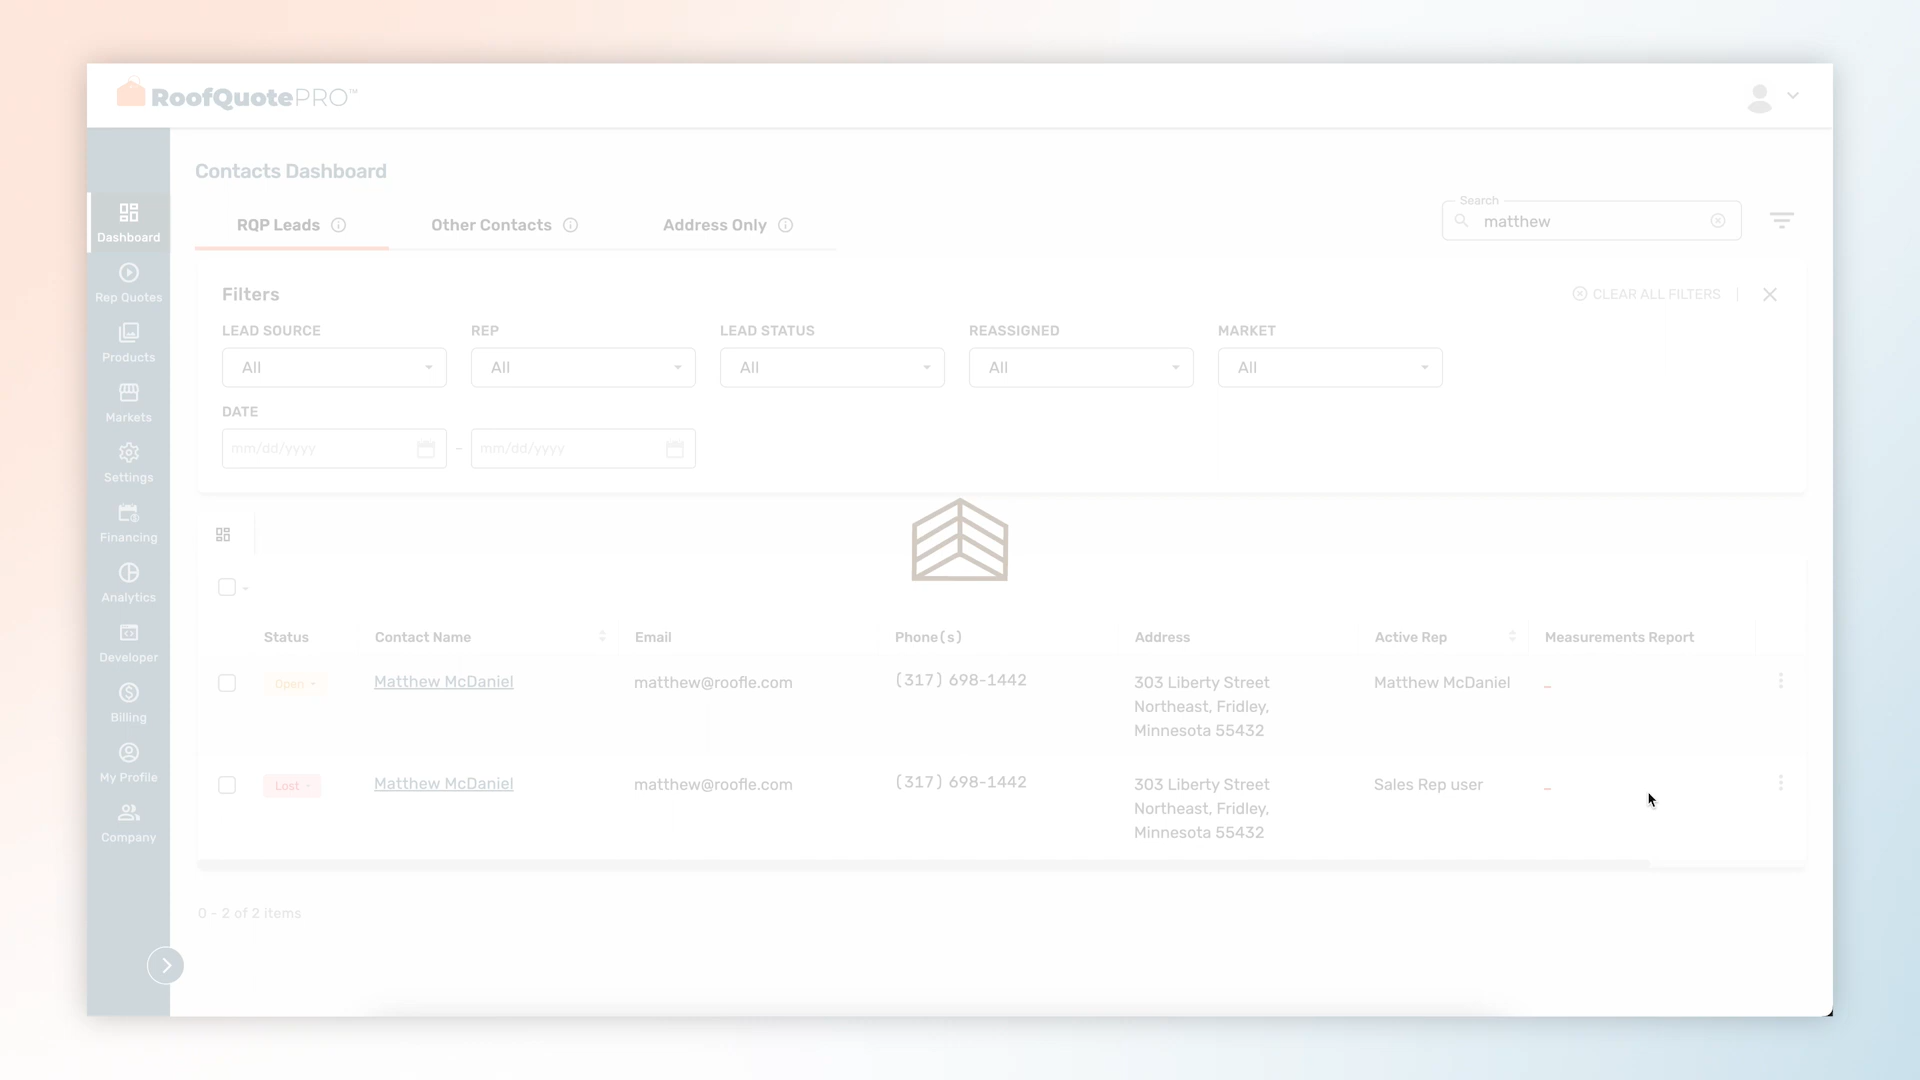 RoofQuotePRO™
Contacts Dashboard
RQP Leads
Other Contacts
Address Only
Search
matthew
Dashboard
Rep Quotes
Products
Markets
Settings
Financing
Analytics
Developer
Billing
My Profile
Company
Filters
CLEAR ALL FILTERS
LEAD SOURCE
REP
LEAD STATUS
REASSIGNED
MARKET
All
All
All
All
All
DATE
mm/dd/yyyy
-
mm/dd/yyyy
Status
Contact Name
Email
Phone(s)
Address
Active Rep
Measurements Report
Open
Matthew McDaniel
matthew@roofle.com
(317) 698-1442
303 Liberty Street
Northeast, Fridley,
Minnesota 55432
Matthew McDaniel
–
Lost
Matthew McDaniel
matthew@roofle.com
(317) 698-1442
303 Liberty Street
Northeast, Fridley,
Minnesota 55432
Sales Rep user
–
0 - 2 of 2 items